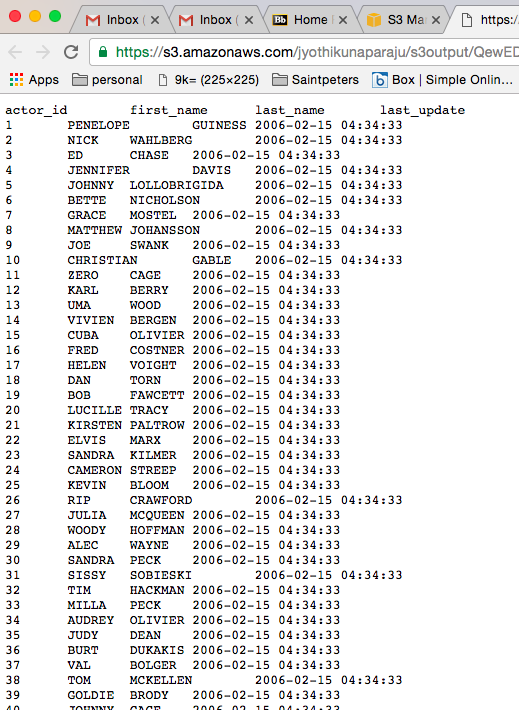 Inbox (
Inbox (
Bb Home
S3 Ma
https:/
https://s3.amazonaws.com/jyothikunaparaju/s3output/QewED
Apps personal 9k= (225×225) Saintpeters Box | Simple Onlin…
actor_id first_name last_name last_update
1 PENELOPE GUINESS 2006-02-15 04:34:33
2 NICK WAHLBERG 2006-02-15 04:34:33
3 ED CHASE 2006-02-15 04:34:33
4 JENNIFER DAVIS 2006-02-15 04:34:33
5 JOHNNY LOLLOBRIGIDA 2006-02-15 04:34:33
6 BETTE NICHOLSON 2006-02-15 04:34:33
7 GRACE MOSTEL 2006-02-15 04:34:33
8 MATTHEW JOHANSSON 2006-02-15 04:34:33
9 JOE SWANK 2006-02-15 04:34:33
10 CHRISTIAN GABLE 2006-02-15 04:34:33
11 ZERO CAGE 2006-02-15 04:34:33
12 KARL BERRY 2006-02-15 04:34:33
13 UMA WOOD 2006-02-15 04:34:33
14 VIVIEN BERGEN 2006-02-15 04:34:33
15 CUBA OLIVIER 2006-02-15 04:34:33
16 FRED COSTNER 2006-02-15 04:34:33
17 HELEN VOIGHT 2006-02-15 04:34:33
18 DAN TORN 2006-02-15 04:34:33
19 BOB FAWCETT 2006-02-15 04:34:33
20 LUCILLE TRACY 2006-02-15 04:34:33
21 KIRSTEN PALTROW 2006-02-15 04:34:33
22 ELVIS MARX 2006-02-15 04:34:33
23 SANDRA KILMER 2006-02-15 04:34:33
24 CAMERON STREEP 2006-02-15 04:34:33
25 KEVIN BLOOM 2006-02-15 04:34:33
26 RIP CRAWFORD 2006-02-15 04:34:33
27 JULIA MCQUEEN 2006-02-15 04:34:33
28 WOODY HOFFMAN 2006-02-15 04:34:33
29 ALEC WAYNE 2006-02-15 04:34:33
30 SANDRA PECK 2006-02-15 04:34:33
31 SISSY SOBIESKI 2006-02-15 04:34:33
32 TIM HACKMAN 2006-02-15 04:34:33
33 MILLA PECK 2006-02-15 04:34:33
34 AUDREY OLIVIER 2006-02-15 04:34:33
35 JUDY DEAN 2006-02-15 04:34:33
36 BURT DUKAKIS 2006-02-15 04:34:33
37 VAL BOLGER 2006-02-15 04:34:33
38 TOM MCKELLEN 2006-02-15 04:34:33
39 GOLDIE BRODY 2006-02-15 04:34:33
40 JOHNNY CAGE 2006-02-15 04:34:33